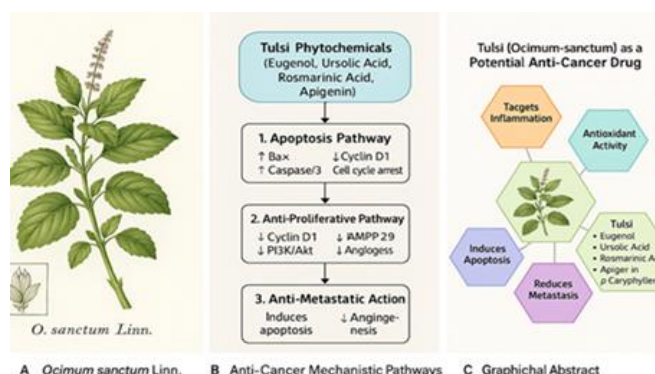 O. sanctum Linn.
A Ocimum sanctum Linn.
Tulsi Phytochemicals
(Eugenol, Ursolic Acid,
Rosmarinic Acid,
Apigenin)
1. Apoptosis Pathway
↑ Bax ↓ Cyclin D1
↑ Caspase/3 Cell cycle arrest
2. Anti-Proliferative Pathway
↓ Cyclin D1 ↓ IAMPP 29
↓ PI3K/Akt ↓ Anglogess
3. Anti-Metastatic Action
Induces ↓ Anginge-
apoptosis nesis
B Anti-Cancer Mechanistic Pathways
Tulsi (Ocimum-sanctum) as a
Potential Anti-Cancer Drug
Tacgets
Inflammation
Antioxidant
Activity
Induces
Apoptosis
Reduces
Metastasis
Tulsi
• Eugenol
• Ursolic Acid
• Rosmarinic A
• Apiger in
p Caryphyller
C Graphichal Abstract